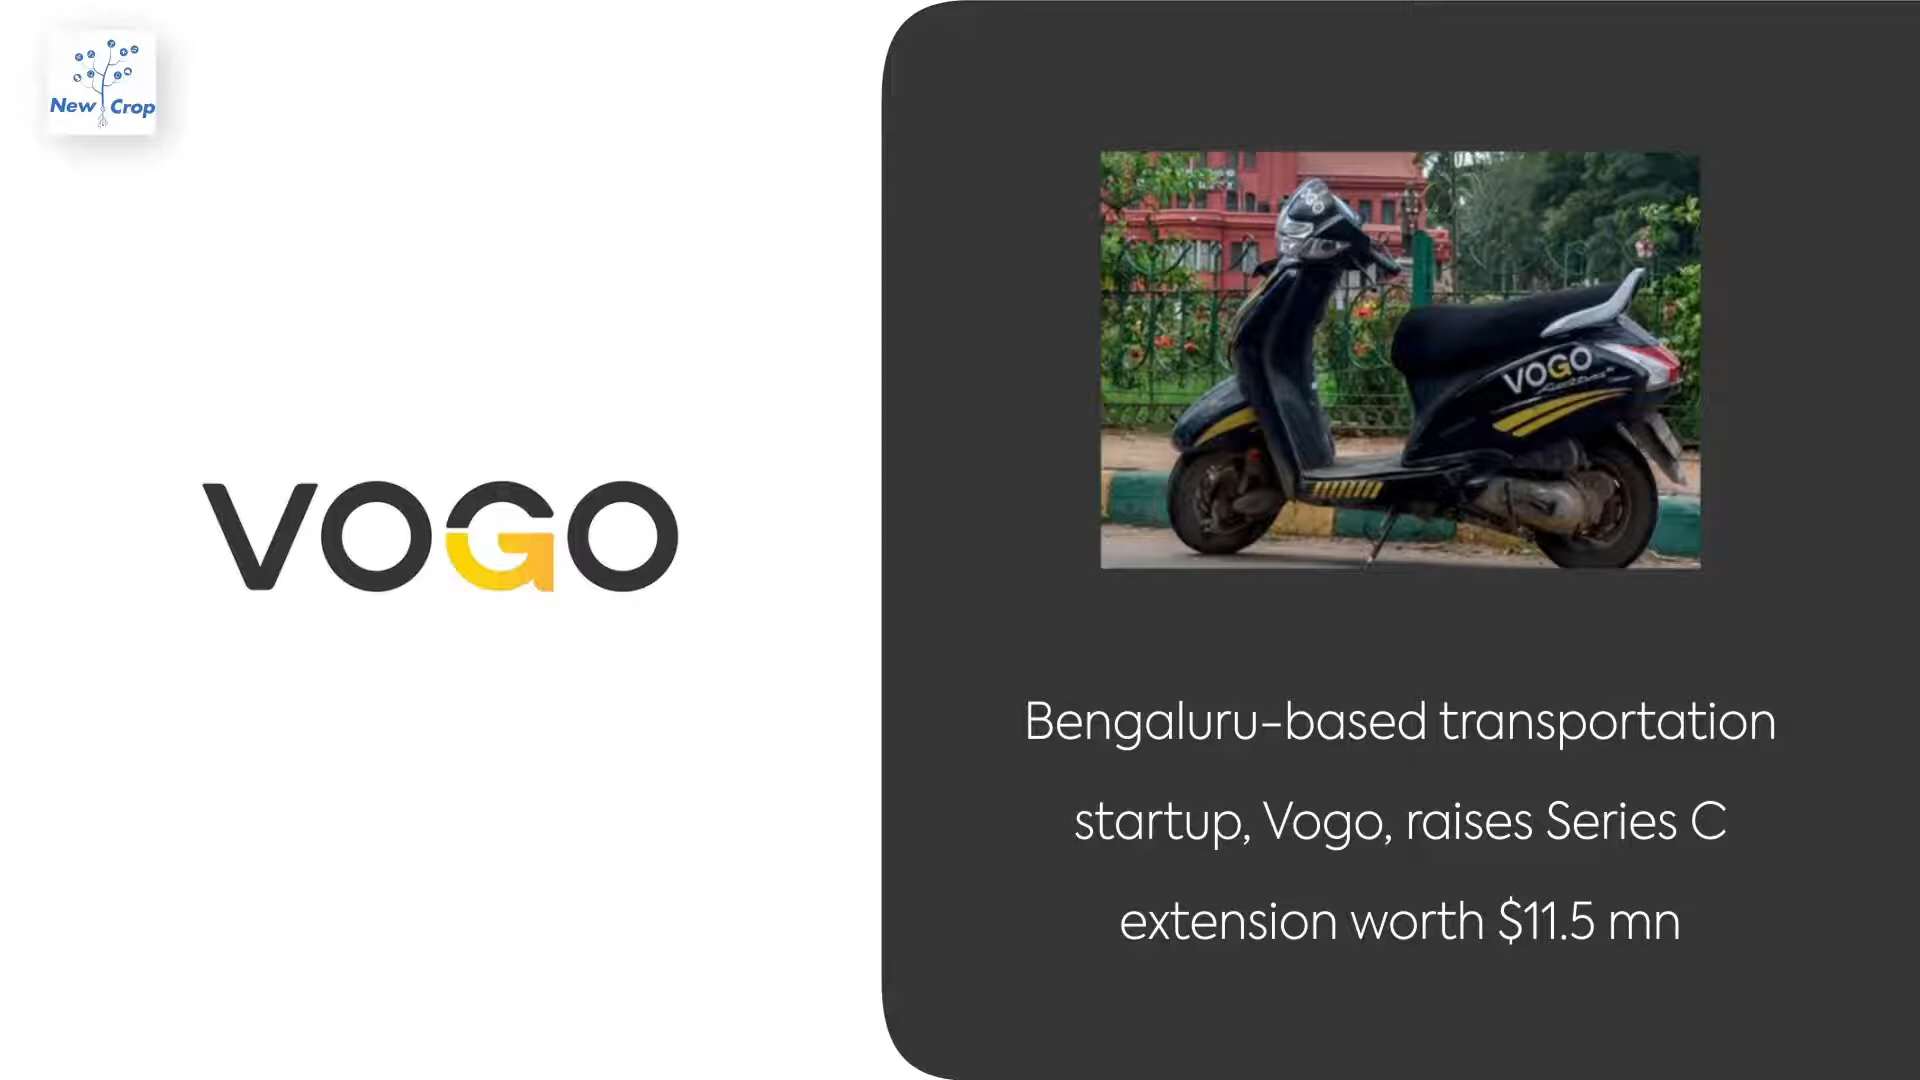 New Crop
VOGO
VOGO
Bengaluru-based transportation
startup, Vogo, raises Series C
extension worth $11.5 mn